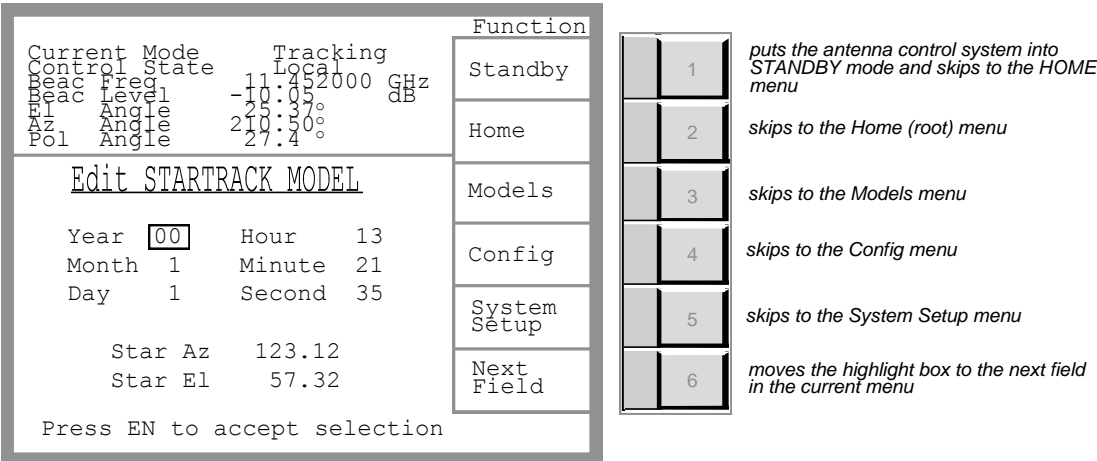 Function
Current Mode Tracking
Control State Local
Beac Freq 11.452000 GHz
Beac Level -10.05 dB
El Angle 25.37°
Az Angle 210.50°
Pol Angle 27.4 °
Edit STARTRACK MODEL
Year 00 Hour 13
Month 1 Minute 21
Day 1 Second 35
Star Az 123.12
Star El 57.32
Press EN to accept selection
Standby
Home
Models
Config
System
Setup
Next
Field
1
puts the antenna control system into
STANDBY mode and skips to the HOME
menu
2
skips to the Home (root) menu
3
skips to the Models menu
4
skips to the Config menu
5
skips to the System Setup menu
6
moves the highlight box to the next field
in the current menu